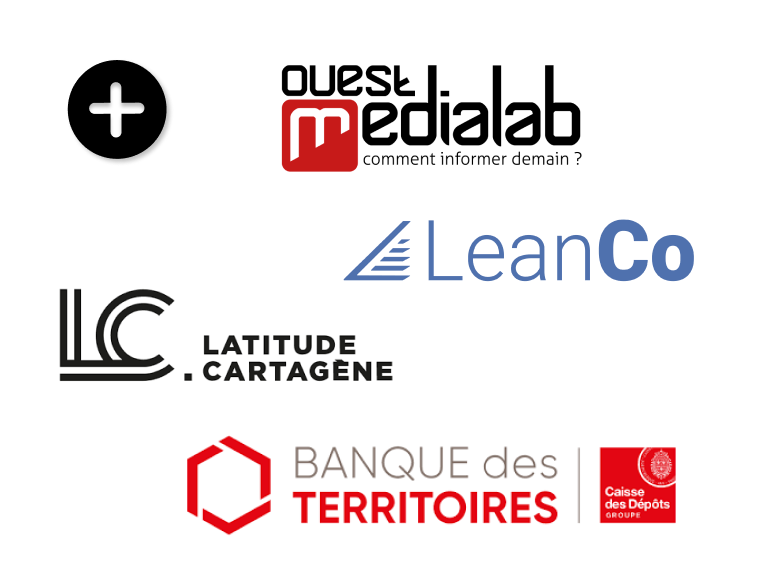 ouest
medialab
comment informer demain ?
LeanCo
LC.
LATITUDE
CARTAGÈNE
BANQUE des
TERRITOIRES
Caisse
des Dépôts
GROUPE